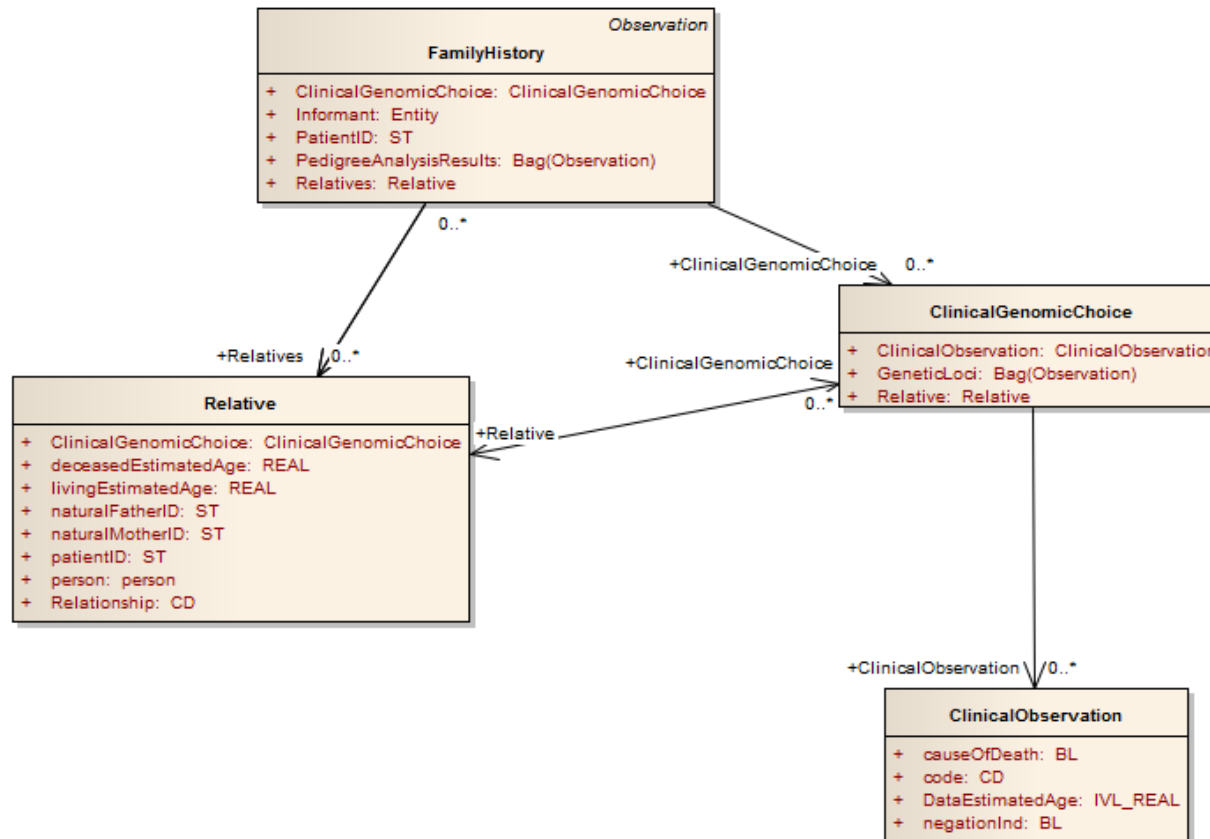 Observation
FamilyHistory
+ ClinicalGenomicChoice: ClinicalGenomicChoice
+ Informant: Entity
+ PatientID: ST
+ PedigreeAnalysisResults: Bag(Observation)
+ Relatives: Relative
0..*
+ClinicalGenomicChoice 0..*
+Relatives 0..*
ClinicalGenomicChoice
+ ClinicalObservation: ClinicalObservation
+ GeneticLoci: Bag(Observation)
+ Relative: Relative
+ClinicalGenomicChoice
0..*
+Relative
Relative
+ ClinicalGenomicChoice: ClinicalGenomicChoice
+ deceasedEstimatedAge: REAL
+ livingEstimatedAge: REAL
+ naturalFatherID: ST
+ naturalMotherID: ST
+ patientID: ST
+ person: person
+ Relationship: CD
+ClinicalObservation 0..*
ClinicalObservation
+ causeOfDeath: BL
+ code: CD
+ DataEstimatedAge: IVL_REAL
+ negationInd: BL